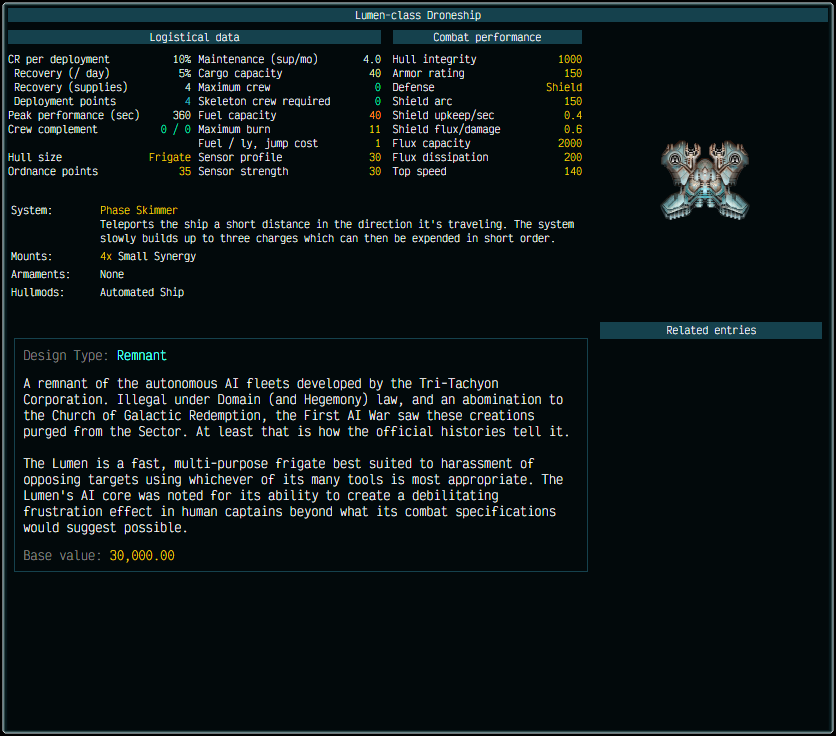 Lumen-class Droneship
Logistical data
Combat performance
CR per deployment 10% Maintenance (sup/mo) 4.0 Hull integrity 1000
Recovery (/ day) 5% Cargo capacity 40 Armor rating 150
Recovery (supplies) 4 Maximum crew 0 Defense Shield
Deployment points 4 Skeleton crew required 0 Shield arc 150
Peak performance (sec) 360 Fuel capacity 40 Shield upkeep/sec 0.4
Crew complement 0 / 0 Maximum burn 11 Shield flux/damage 0.6
Fuel / ly, jump cost 1 Flux capacity 2000
Hull size Frigate Sensor profile 30 Flux dissipation 200
Ordnance points 35 Sensor strength 30 Top speed 140
System: Phase Skimmer
Teleports the ship a short distance in the direction it's traveling. The system
slowly builds up to three charges which can then be expended in short order.
Mounts: 4x Small Synergy
Armaments: None
Hullmods: Automated Ship
Related entries
Design Type: Remnant
A remnant of the autonomous AI fleets developed by the Tri-Tachyon
Corporation. Illegal under Domain (and Hegemony) law, and an abomination to
the Church of Galactic Redemption, the First AI War saw these creations
purged from the Sector. At least that is how the official histories tell it.
The Lumen is a fast, multi-purpose frigate best suited to harassment of
opposing targets using whichever of its many tools is most appropriate. The
Lumen's AI core was noted for its ability to create a debilitating
frustration effect in human captains beyond what its combat specifications
would suggest possible.
Base value: 30,000.00